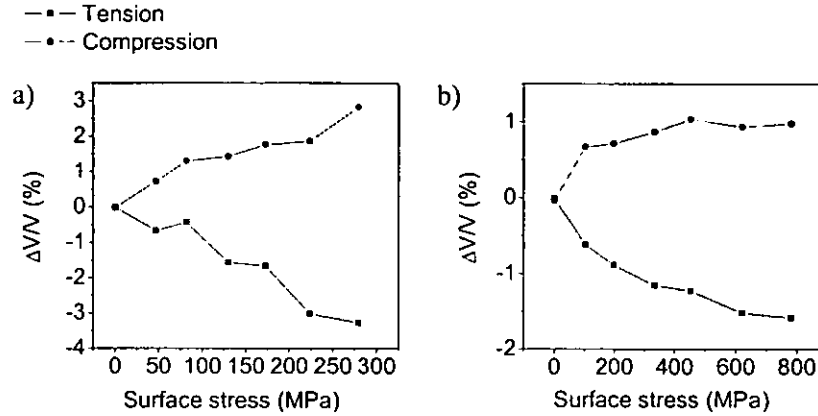 Tension
Compression
a)
3
2
1
0
-1
-2
-3
-4
ΔV/V (%)
0 50 100 150 200 250 300
Surface stress (MPa)
b)
1
0
-1
-2
ΔV/V (%)
0 200 400 600 800
Surface stress (MPa)